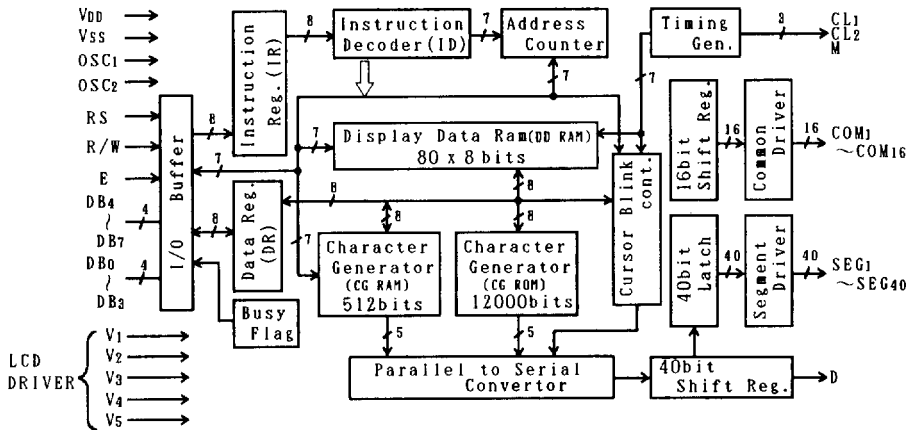 VDD
VSS
OSC1
OSC2
RS
R/W
E
DB4
~
DB7
DB0
~
DB3
4
4
I/O Buffer
8
7
8
Instruction
Reg. (IR)
8
Instruction
Decoder(ID)
7
Address
Counter
7
7
Display Data Ram(DD RAM)
80 x 8 bits
Data Reg.
(DR)
8
7
8
8
8
Character
Generator
(CG RAM)
512bits
Character
Generator
(CG ROM)
12000bits
5
5
Busy
Flag
Cursor Blink
cont.
7
Timing
Gen.
3
CL1
CL2
M
16bit
Shift Reg.
16
Common
Driver
16
COM1
~COM16
40bit
Latch
40
Segment
Driver
40
SEG1
~SEG40
Parallel to Serial
Convertor
40bit
Shift Reg.
D
LCD
DRIVER
V1
V2
V3
V4
V5